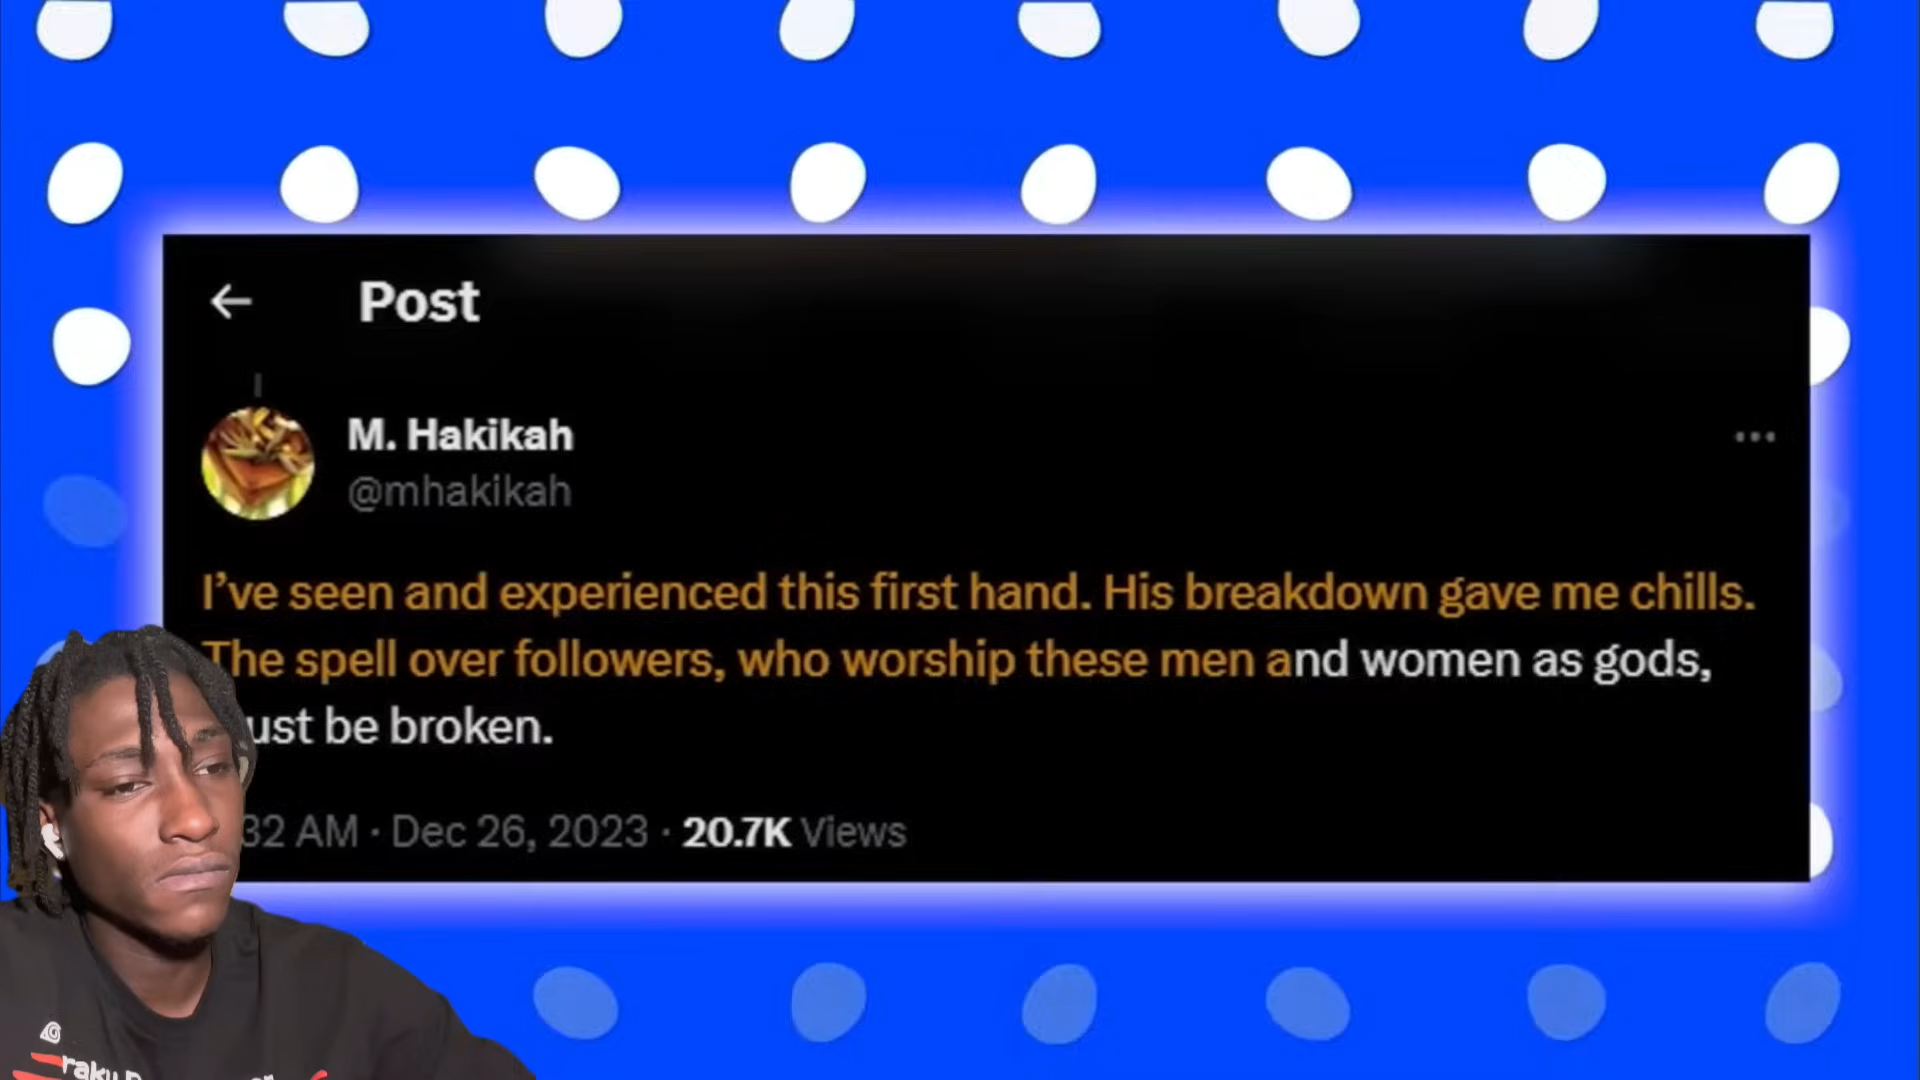 Post
M. Hakikah
@mhakikah
I’ve seen and experienced this first hand. His breakdown gave me chills.
The spell over followers, who worship these men and women as gods,
ust be broken.
32 AM · Dec 26, 2023 · 20.7K Views